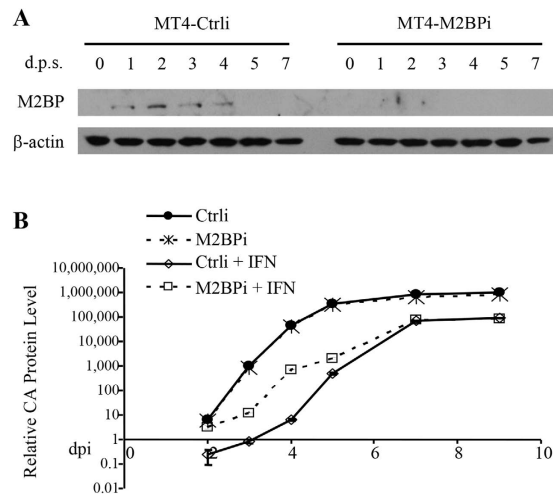 A
MT4-Ctrli MT4-M2BPi
d.p.s. 0 1 2 3 4 5 7 0 1 2 3 4 5 7
M2BP
β-actin
B
Ctrli
M2BPi
Ctrli + IFN
M2BPi + IFN
Relative CA Protein Level
10,000,000
1,000,000
100,000
10,000
1,000
100
10
1
0.1
0.01
dpi 0 2 4 6 8 10